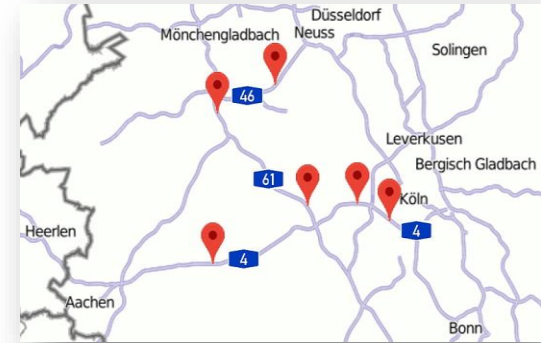 Düsseldorf
Mönchengladbach
Neuss
Solingen
46
Leverkusen
Bergisch Gladbach
61
Köln
Heerlen
4
4
Aachen
Bonn